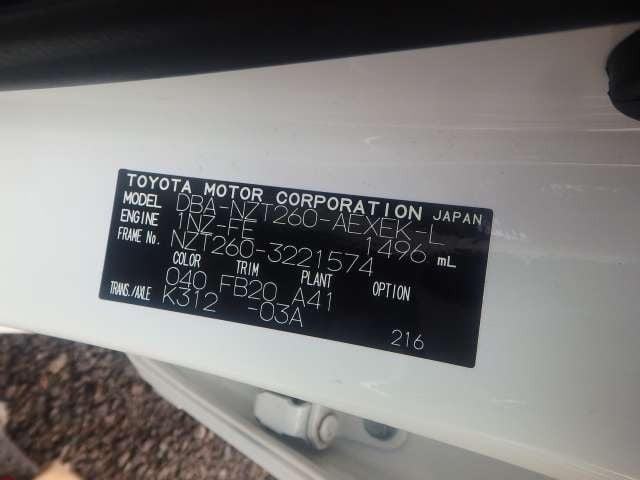 TOYOTA MOTOR CORPORATION JAPAN
MODEL DBA-NZT260-AEXEK-L
ENGINE 1NZ-FE 1496 mL
FRAME No. NZT260-3221574
COLOR TRIM PLANT OPTION
040 FB20 A41
TRANS./AXLE K312 -03A
216